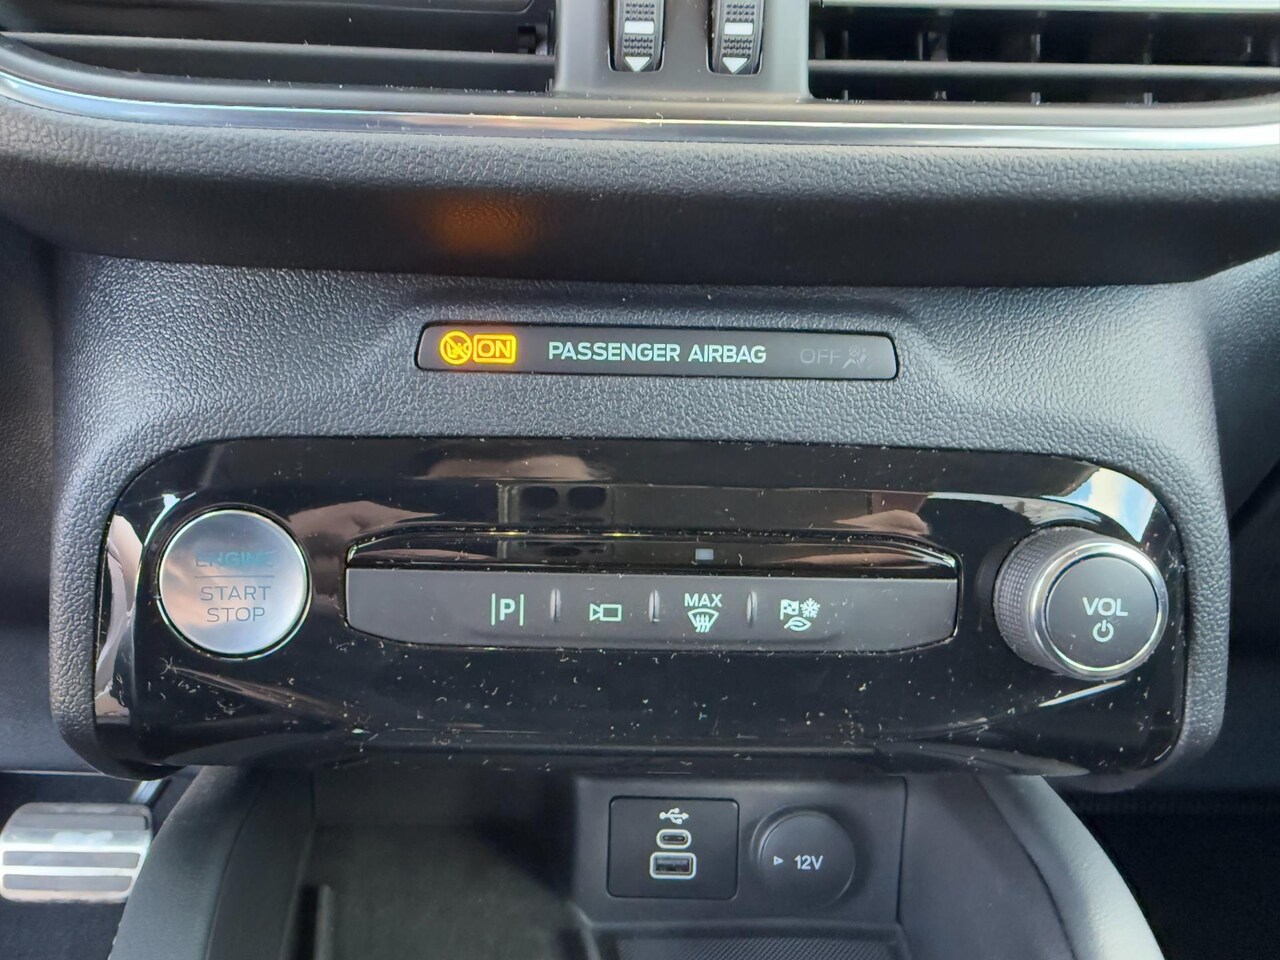 ON PASSENGER AIRBAG OFF
ENGINE
START
STOP
P
MAX
VOL
12V